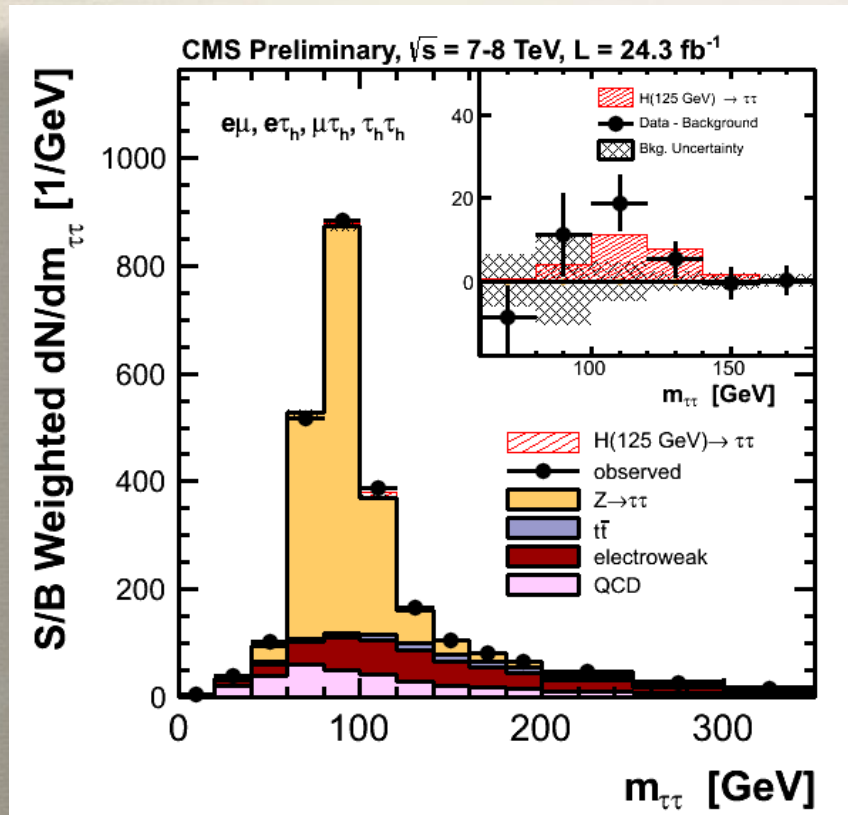 CMS Preliminary, √s = 7-8 TeV, L = 24.3 fb⁻¹
S/B Weighted dN/dm_ττ [1/GeV]
eμ, eτ_h, μτ_h, τ_hτ_h
1000
800
600
400
200
0
0 100 200 300
m_ττ [GeV]
H(125 GeV) → ττ
Data - Background
Bkg. Uncertainty
40
20
0
100 150
m_ττ [GeV]
H(125 GeV)→ ττ
observed
Z→ττ
tt̄
electroweak
QCD